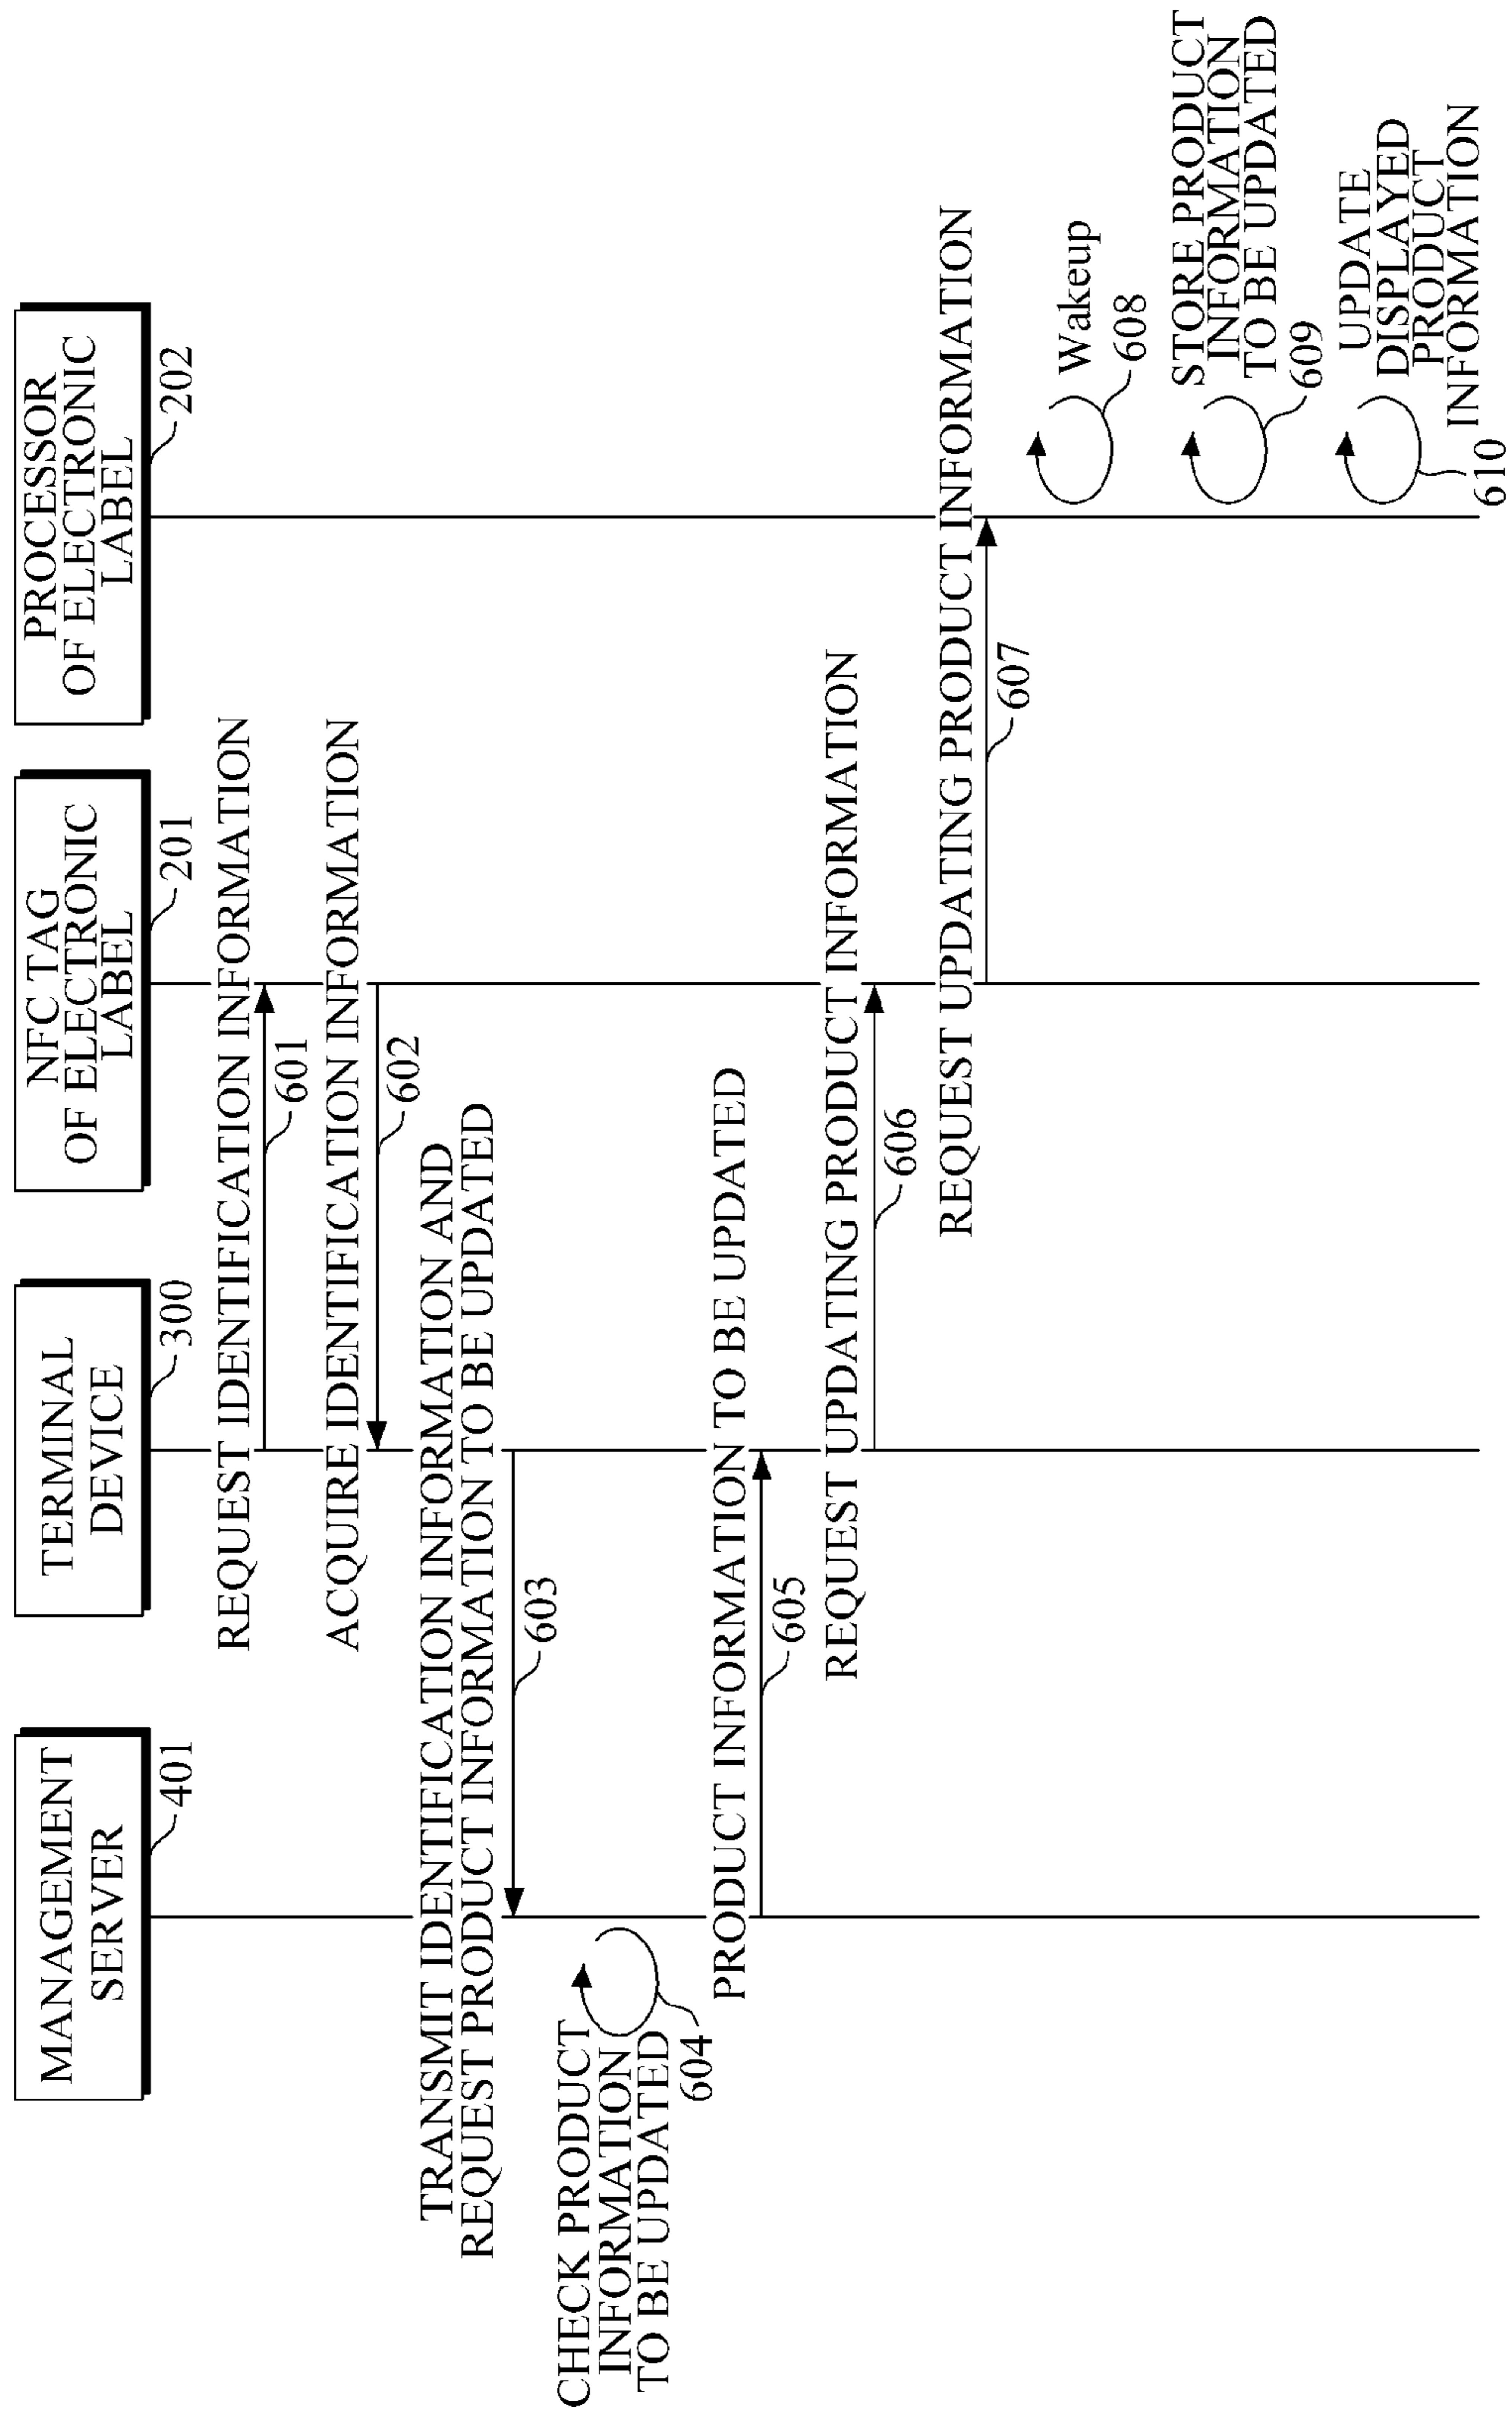 MANAGEMENT
SERVER
401
TERMINAL
DEVICE
300
NFC TAG
OF ELECTRONIC
LABEL
201
PROCESSOR
OF ELECTRONIC
LABEL
202
REQUEST IDENTIFICATION INFORMATION
601
ACQUIRE IDENTIFICATION INFORMATION
602
TRANSMIT IDENTIFICATION INFORMATION AND
REQUEST PRODUCT INFORMATION TO BE UPDATED
603
CHECK PRODUCT
INFORMATION
TO BE UPDATED
604
PRODUCT INFORMATION TO BE UPDATED
605
REQUEST UPDATING PRODUCT INFORMATION
606
REQUEST UPDATING PRODUCT INFORMATION
607
Wakeup
608
STORE PRODUCT
INFORMATION
TO BE UPDATED
609
UPDATE
DISPLAYED
PRODUCT
INFORMATION
610